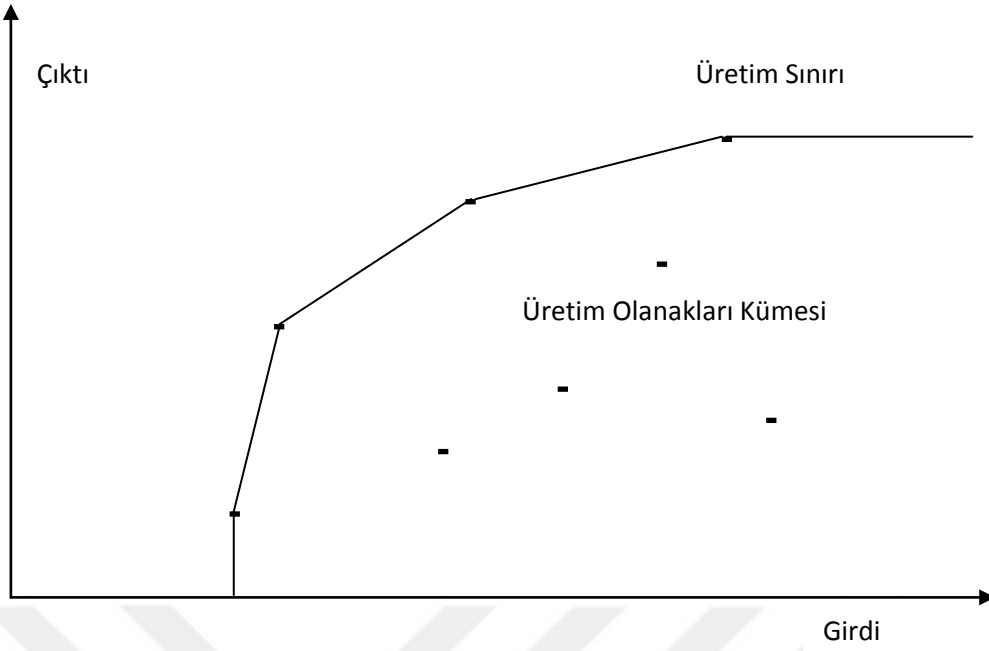 Çıktı
Üretim Sınırı
Üretim Olanakları Kümesi
Girdi